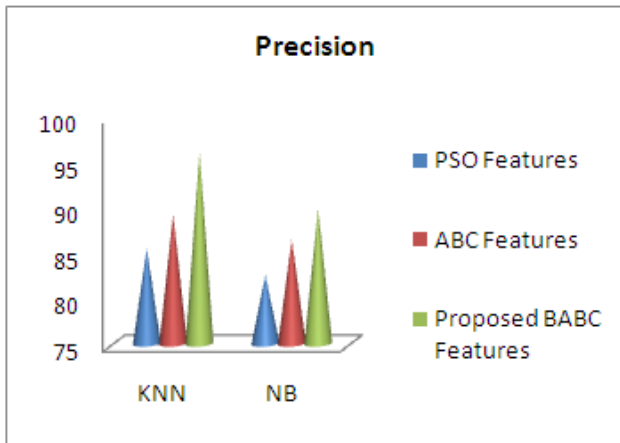 Precision
100
95
90
85
80
75
KNN
NB
PSO Features
ABC Features
Proposed BABC
Features